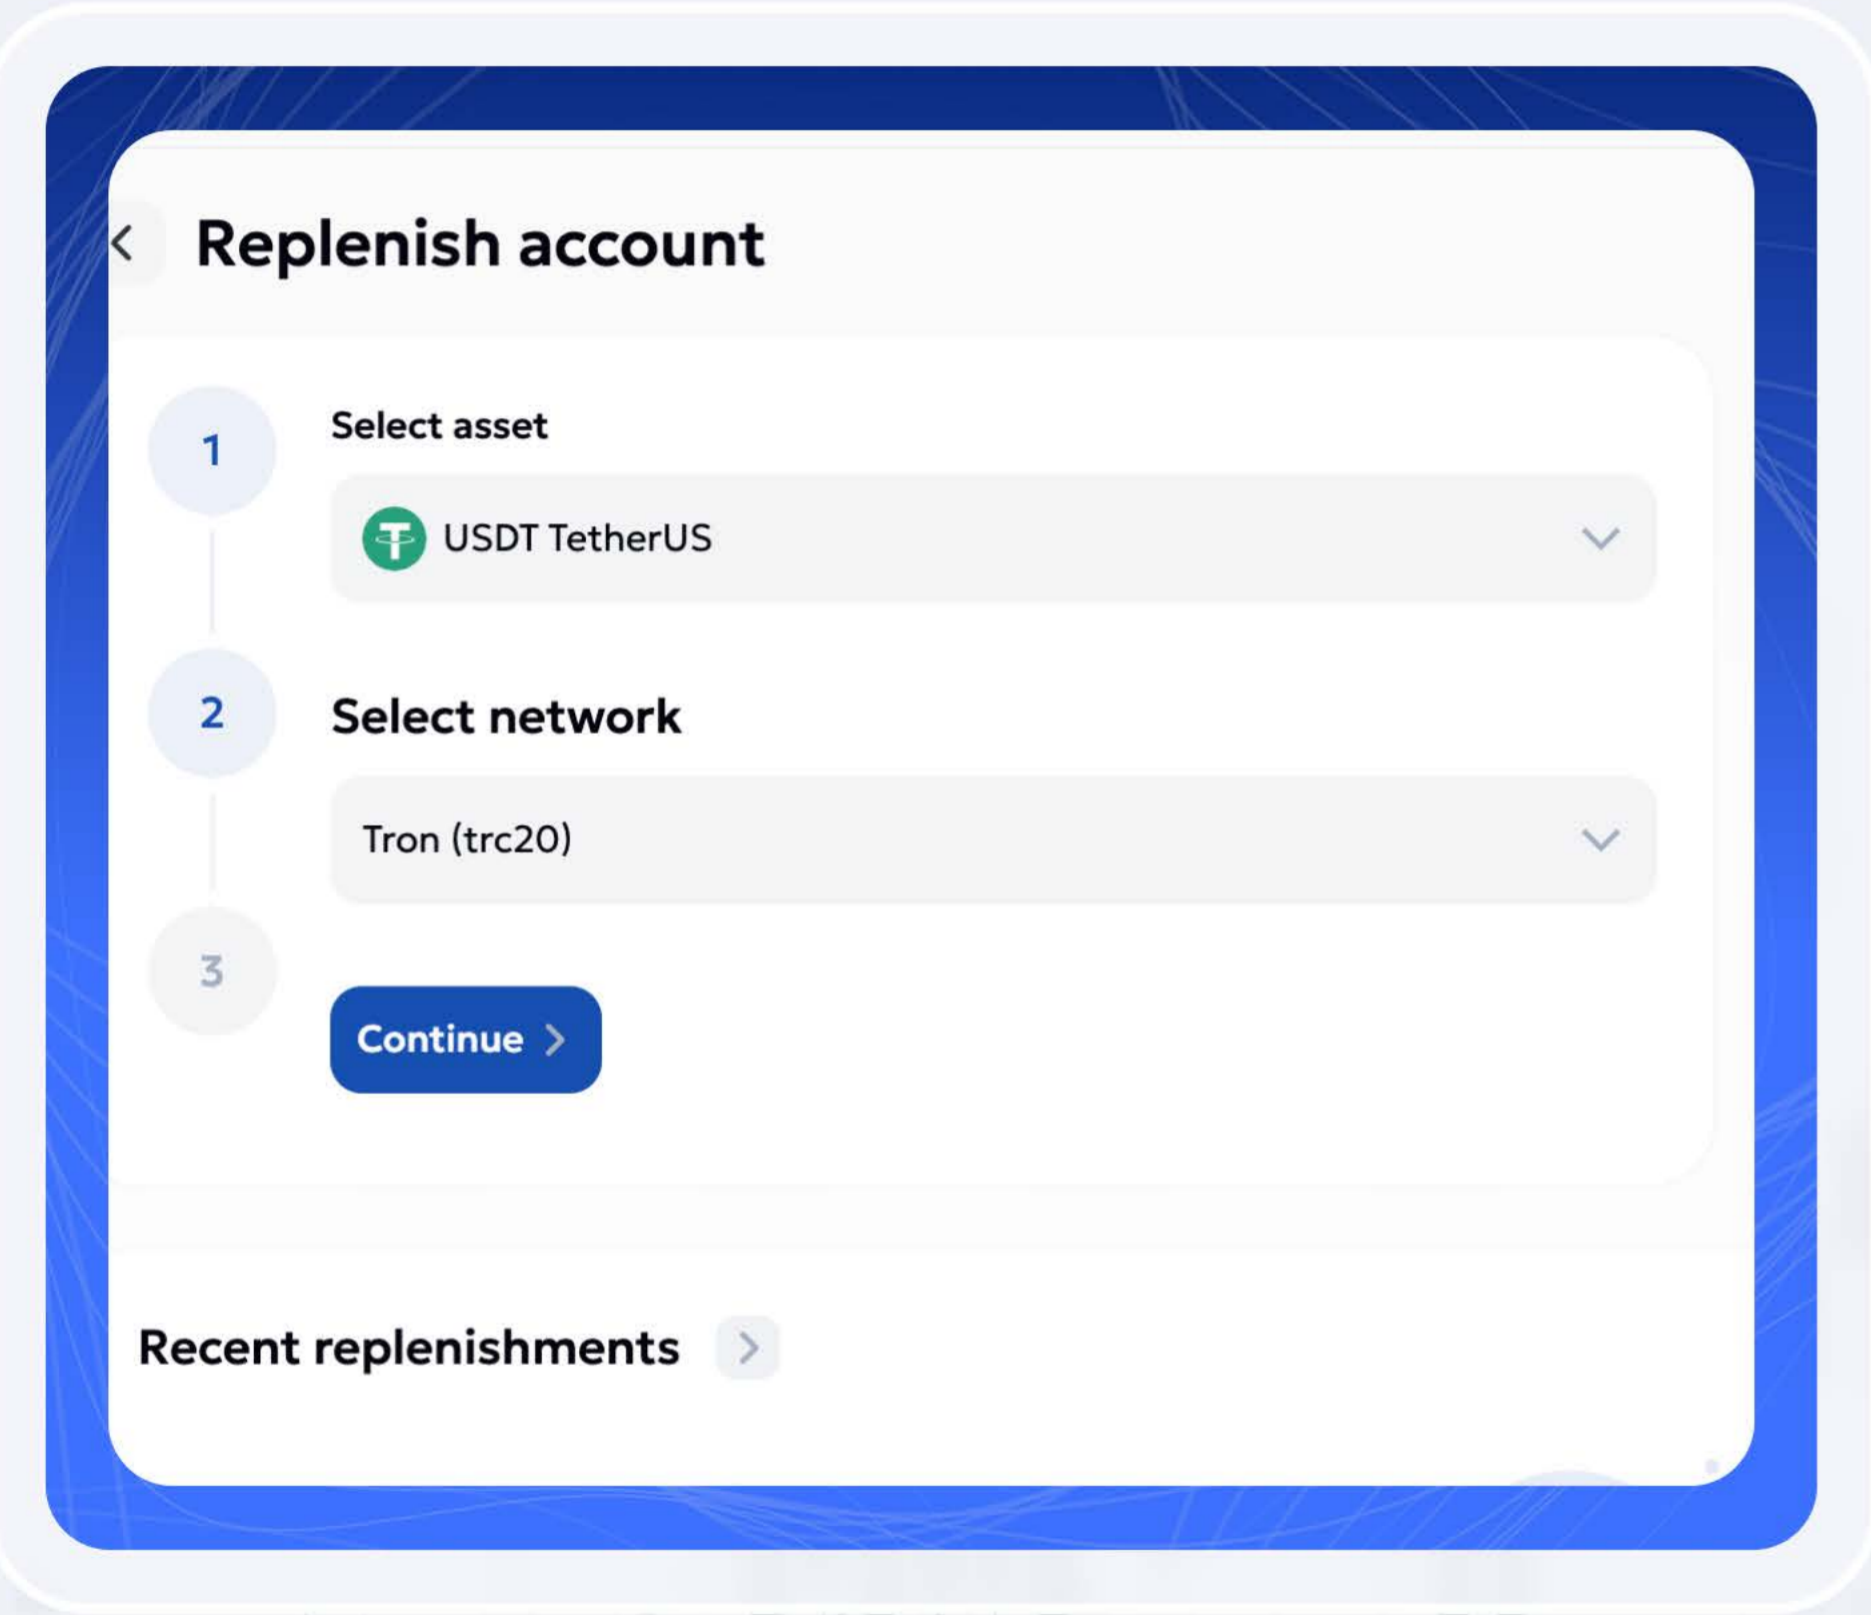 Replenish account
1
Select asset
USDT TetherUS
2
Select network
Tron (trc20)
3
Continue
Recent replenishments